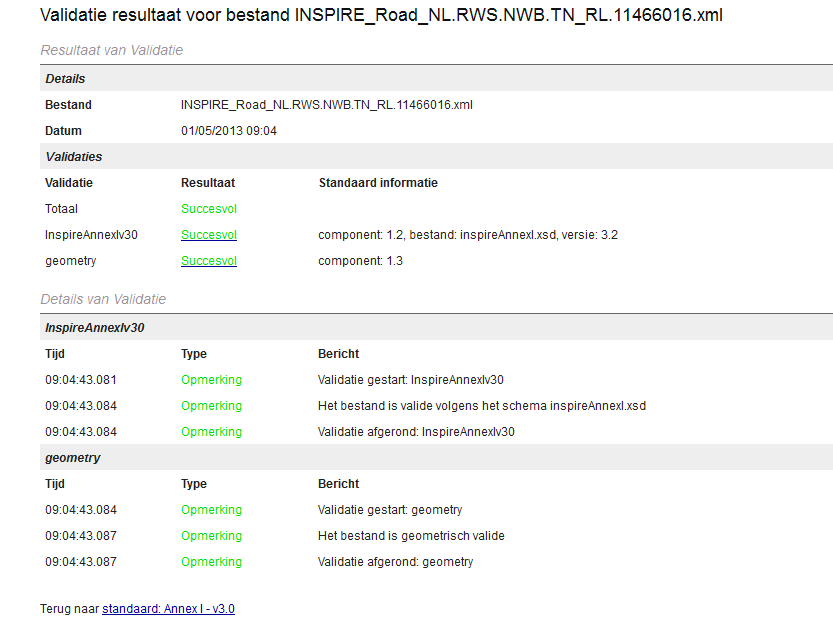 Validatie resultaat voor bestand INSPIRE_Road_NL.RWS.NWB.TN_RL.11466016.xml
Resultaat van Validatie
Details
Bestand INSPIRE_Road_NL.RWS.NWB.TN_RL.11466016.xml
Datum 01/05/2013 09:04
Validaties
Validatie Resultaat Standaard informatie
Totaal Succesvol
InspireAnnexIv30 Succesvol component: 1.2, bestand: inspireAnnexI.xsd, versie: 3.2
geometry Succesvol component: 1.3
Details van Validatie
InspireAnnexIv30
Tijd Type Bericht
09:04:43.081 Opmerking Validatie gestart: InspireAnnexIv30
09:04:43.084 Opmerking Het bestand is valide volgens het schema inspireAnnexI.xsd
09:04:43.084 Opmerking Validatie afgerond: InspireAnnexIv30
geometry
Tijd Type Bericht
09:04:43.084 Opmerking Validatie gestart: geometry
09:04:43.087 Opmerking Het bestand is geometrisch valide
09:04:43.087 Opmerking Validatie afgerond: geometry
Terug naar standaard: Annex I - v3.0